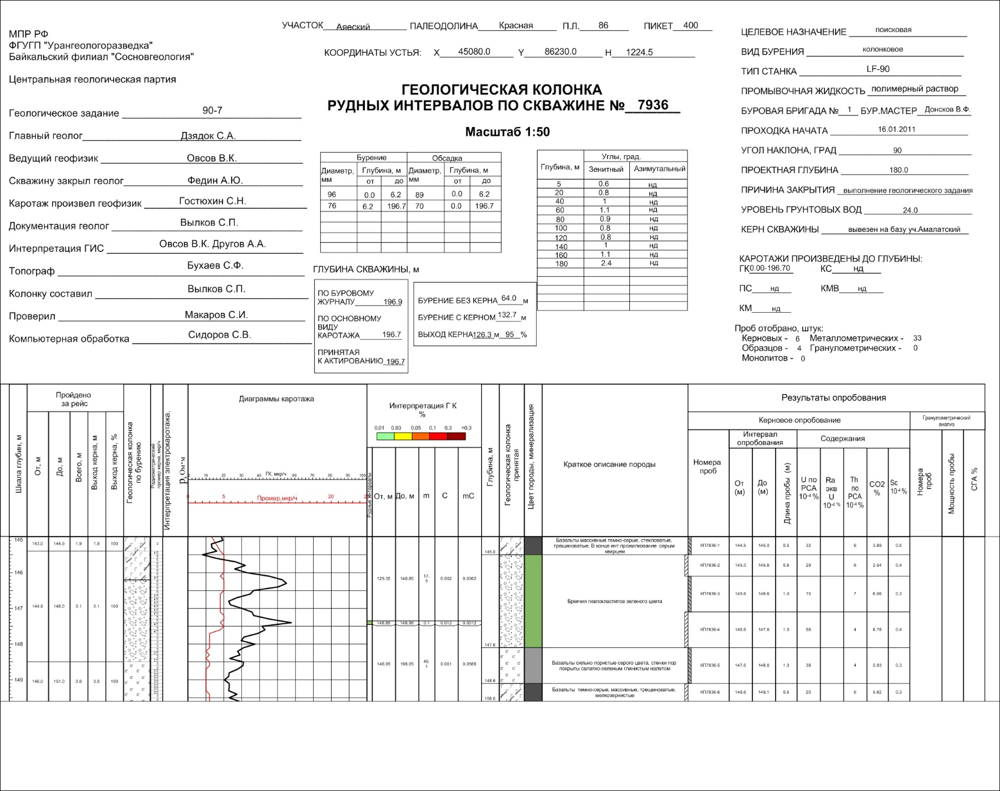 МПР РФ
ФГУГП "Урангеологоразведка"
Байкальский филиал "Сосновгеология"
Центральная геологическая партия
Геологическое задание 90-7
Главный геолог Дзядок С.А.
Ведущий геофизик Овсов В.К.
Скважину закрыл геолог Федин А.Ю.
Каротаж произвел геофизик Гостюхин С.Н.
Документация геолог Вылков С.П.
Интерпретация ГИС Овсов В.К. Другов А.А.
Топограф Бухаев С.Ф.
Колонку составил Вылков С.П.
Проверил Макаров С.И.
Компьютерная обработка Сидоров С.В.
УЧАСТОК Аяеский ПАЛЕОДОЛИНА Красная П.Л. 86 ПИКЕТ 400
КООРДИНАТЫ УСТЬЯ: X 45080.0 Y 86230.0 H 1224.5
ГЕОЛОГИЧЕСКАЯ КОЛОНКА
РУДНЫХ ИНТЕРВАЛОВ ПО СКВАЖИНЕ № 7936
Масштаб 1:50
Бурение Обсадка
Диаметр, мм Глубина, м Диаметр, мм Глубина, м
от до от до
96 0.0 6.2 89 0.0 6.2
76 6.2 196.7 70 0.0 196.7
Глубина, м Углы, град.
Зенитный Азимутальный
5 0.6 нд
20 0.8 нд
40 1 нд
60 1.1 нд
80 0.9 нд
100 0.8 нд
120 0.8 нд
140 1 нд
160 1.1 нд
180 2.4 нд
ГЛУБИНА СКВАЖИНЫ, м
ПО БУРОВОМУ
ЖУРНАЛУ 196.9
ПО ОСНОВНОМУ
ВИДУ
КАРОТАЖА 196.7
ПРИНЯТАЯ
К АКТИРОВАНИЮ 196.7
БУРЕНИЕ БЕЗ КЕРНА 64.0 м
БУРЕНИЕ С КЕРНОМ 132.7 м
ВЫХОД КЕРНА 126.3 м 95 %
ЦЕЛЕВОЕ НАЗНАЧЕНИЕ поисковая
ВИД БУРЕНИЯ колонковое
ТИП СТАНКА LF-90
ПРОМЫВОЧНАЯ ЖИДКОСТЬ полимерный раствор
БУРОВАЯ БРИГАДА № 1 БУР.МАСТЕР Донсков В.Ф.
ПРОХОДКА НАЧАТА 16.01.2011
УГОЛ НАКЛОНА, ГРАД 90
ПРОЕКТНАЯ ГЛУБИНА 180.0
ПРИЧИНА ЗАКРЫТИЯ выполнение геологического задания
УРОВЕНЬ ГРУНТОВЫХ ВОД 24.0
КЕРН СКВАЖИНЫ вывезен на базу уч.Амалатский
КАРОТАЖИ ПРОИЗВЕДЕНЫ ДО ГЛУБИНЫ:
ГК 0.00-196.70 КС нд
ПС нд КМВ нд
КМ нд
Проб отобрано, штук:
Керновых - 6 Металлометрических - 33
Образцов - 4 Гранулометрических - 0
Монолитов - 0
Шкала глубин, м
Пройдено
за рейс
От, м
До, м
Всего, м
Выход керна, м
Выход керна, %
Геологическая колонка
по бурению
Радиометрический
промер керна, мкр/ч
Интерпретация электрокаротажа,
Диаграммы каротажа
0 10 20 30 40 ГК, мкр/ч 60 70 80 90 100
0 5 Промер,мкр/ч 20
Рудные интервалы
Интерпретация Г К
%
0,01 0,03 0,05 0,1 0,3 >0,3
От, м До, м m C mC
Глубина, м
Геологическая колонка
принятая
Цвет породы, минерализация
Краткое описание породы
Результаты опробования
Керновое опробование
Гранулометрический
анализ
Номера
проб
Интервал
опробования
От
(м)
До
(м)
Длина пробы (м)
Содержания
U по
РСА
10⁻⁴ %
Ra
экв
U
10⁻⁴ %
Th
по
РСА
10⁻⁴ %
CO2
%
Sc
10⁻⁴ %
Номера
проб
Мощность пробы
СГА %
145
146
147
148
149
143.0 144.9 1.9 1.9 100
144.9 148.0 3.1 3.1 100
148.0 151.0 3.0 3.0 100
129.35 146.85 17.5 0.002 0.0362
146.85 146.95 0.1 0.012 0.0012
146.95 196.05 49.1 0.001 0.0566
145.0
147.6
148.6
158.0
Базальты массивные темно-серые, стекловатые,
трещиноватые. В конце инт.прожилкование серым
кварцем
Брекчия гиалокластитов зеленого цвета
Базальты сильно пористые серого цвета, стенки пор
покрыты салатно-зеленым глинистым налетом
Базальты темно-серые, массивные, трещиноватые,
мелкозернистые
КП7936-1 144.5 145.0 0.5 32 6 3.89 0.5
КП7936-2 145.0 145.6 0.6 29 6 2.54 0.4
КП7936-3 145.6 146.6 1.0 70 7 6.06 0.3
КП7936-4 146.6 147.6 1.0 58 4 6.78 0.4
КП7936-5 147.6 148.6 1.0 38 4 5.93 0.3
КП7936-6 148.6 149.1 0.5 20 6 5.62 0.3